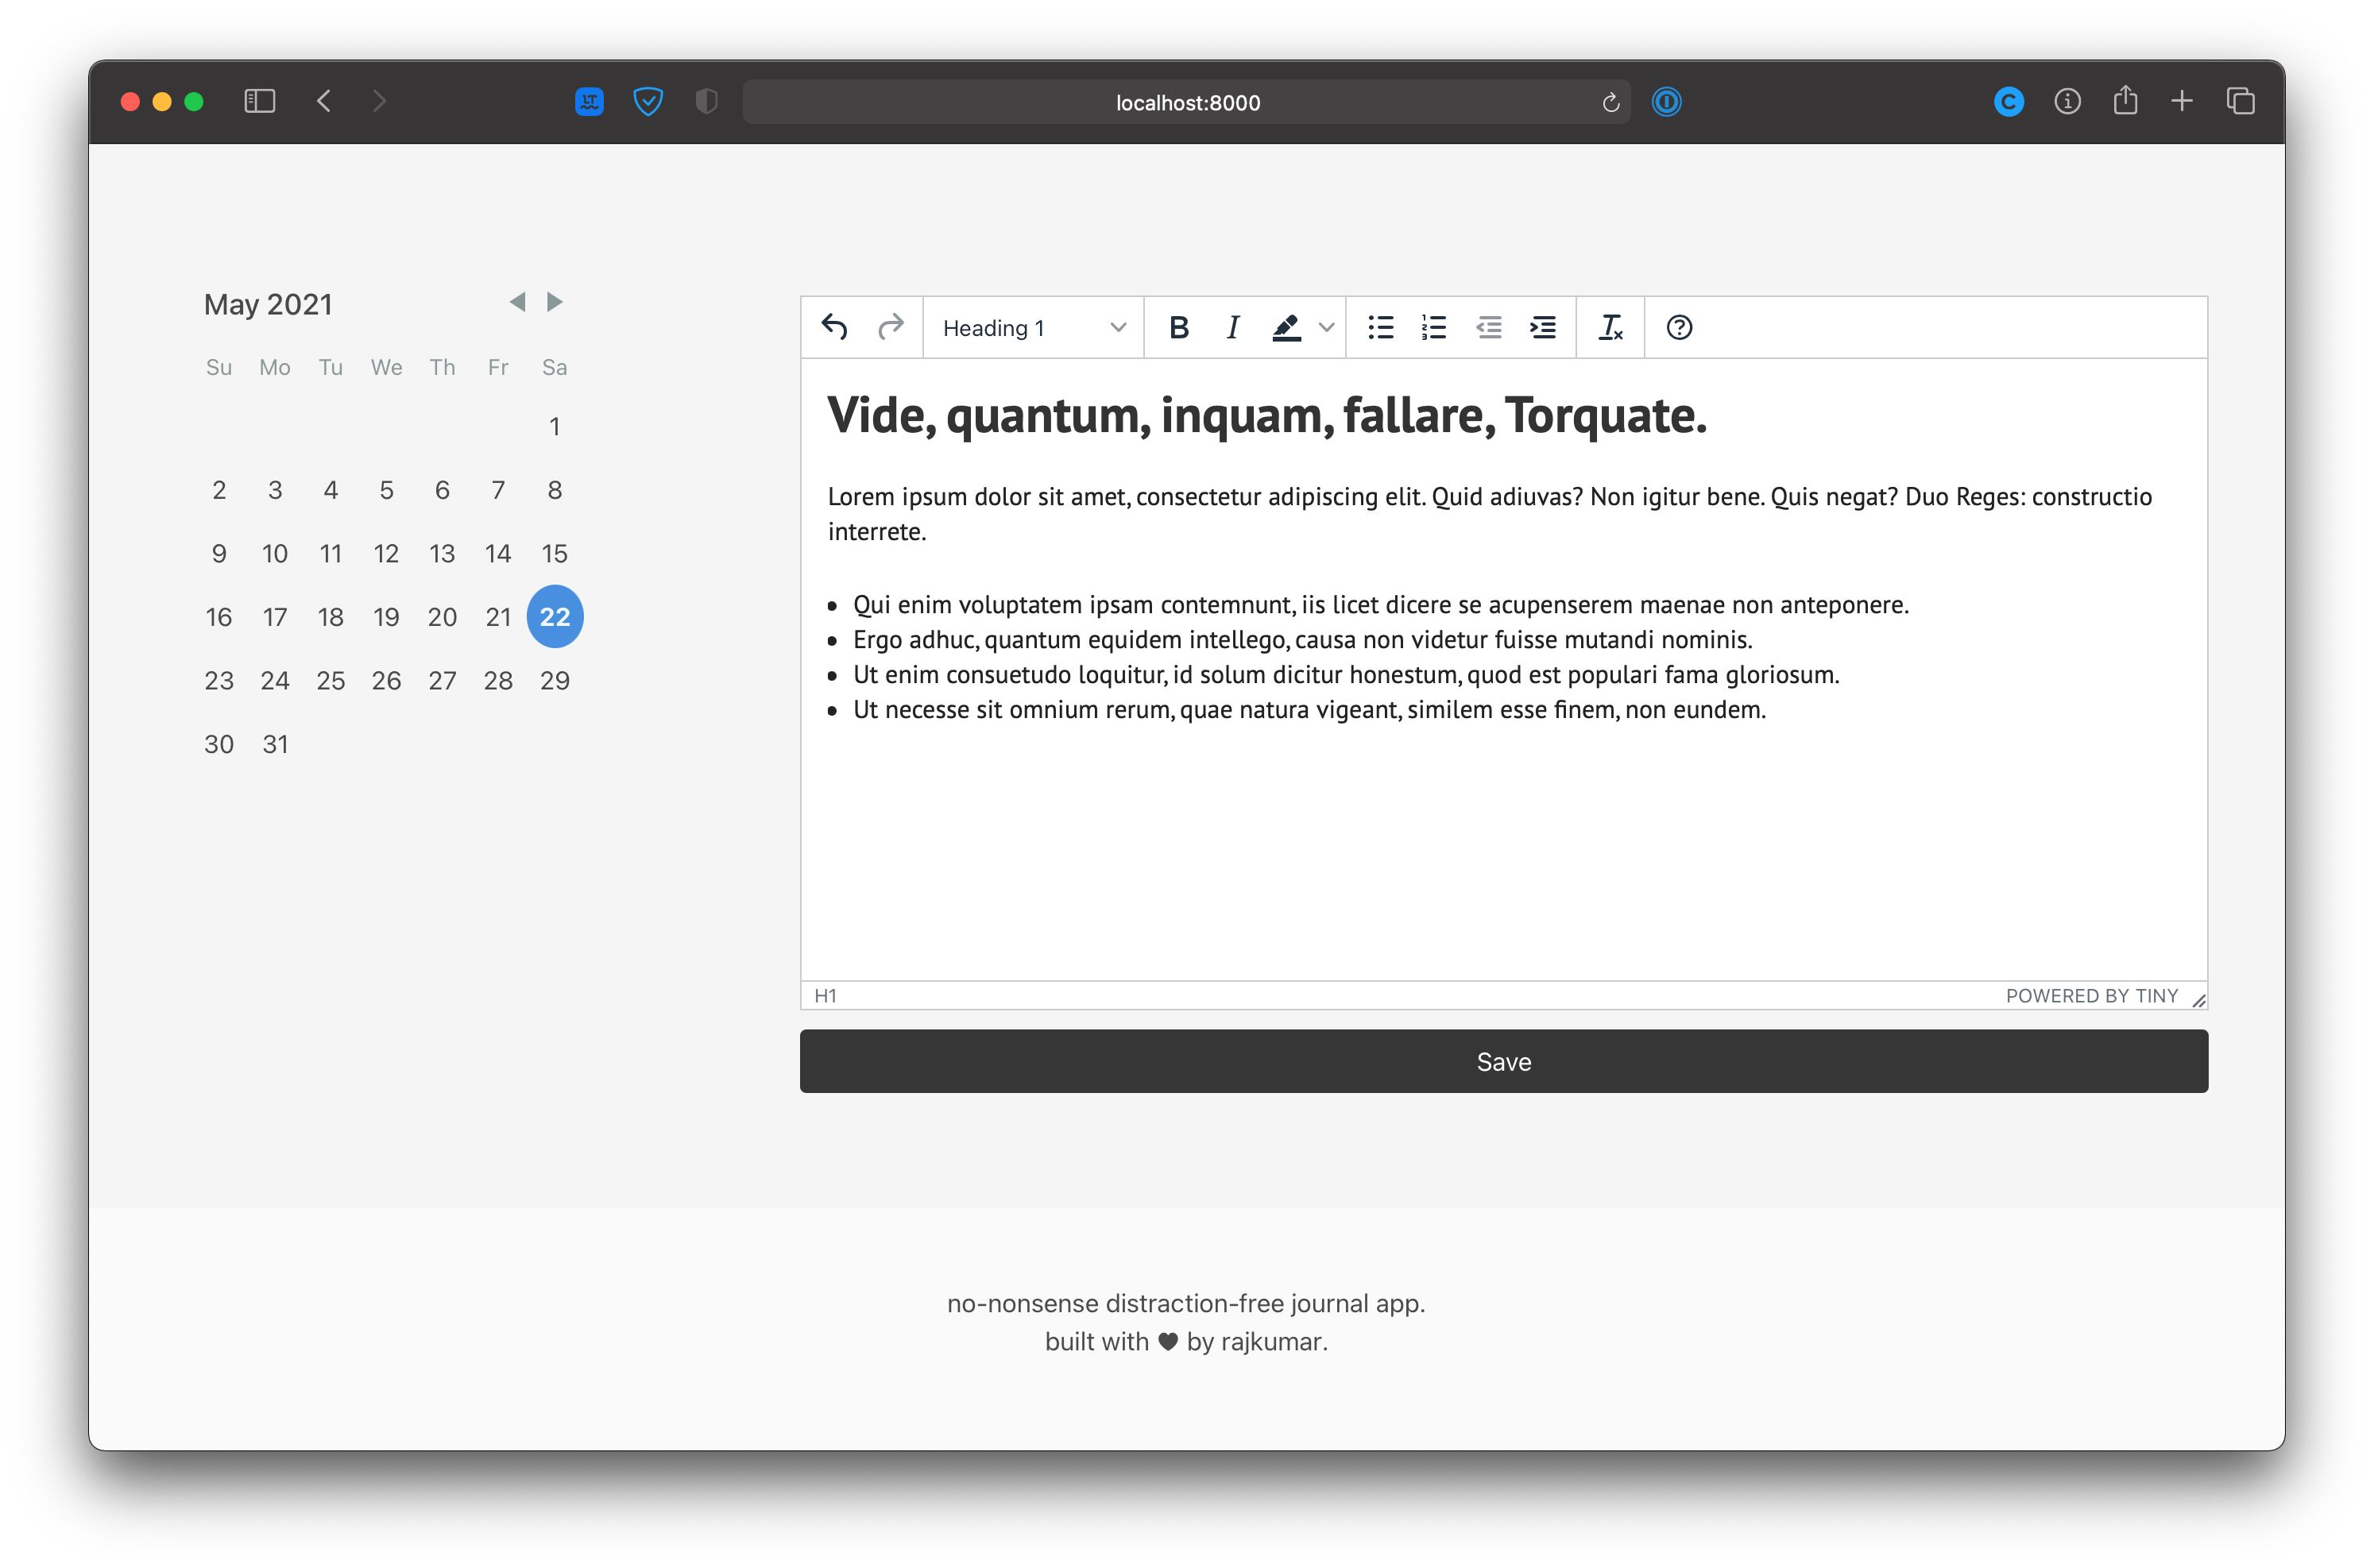 localhost:8000
May 2021
Su Mo Tu We Th Fr Sa
1
2 3 4 5 6 7 8
9 10 11 12 13 14 15
16 17 18 19 20 21 22
23 24 25 26 27 28 29
30 31
Heading 1
Vide, quantum, inquam, fallare, Torquate.
Lorem ipsum dolor sit amet, consectetur adipiscing elit. Quid adiuvas? Non igitur bene. Quis negat? Duo Reges: constructio
interrete.
• Qui enim voluptatem ipsam contemnunt, iis licet dicere se acupenserem maenae non anteponere.
• Ergo adhuc, quantum equidem intellego, causa non videtur fuisse mutandi nominis.
• Ut enim consuetudo loquitur, id solum dicitur honestum, quod est populari fama gloriosum.
• Ut necesse sit omnium rerum, quae natura vigeant, similem esse finem, non eundem.
H1
POWERED BY TINY
Save
no-nonsense distraction-free journal app.
built with ♥ by rajkumar.